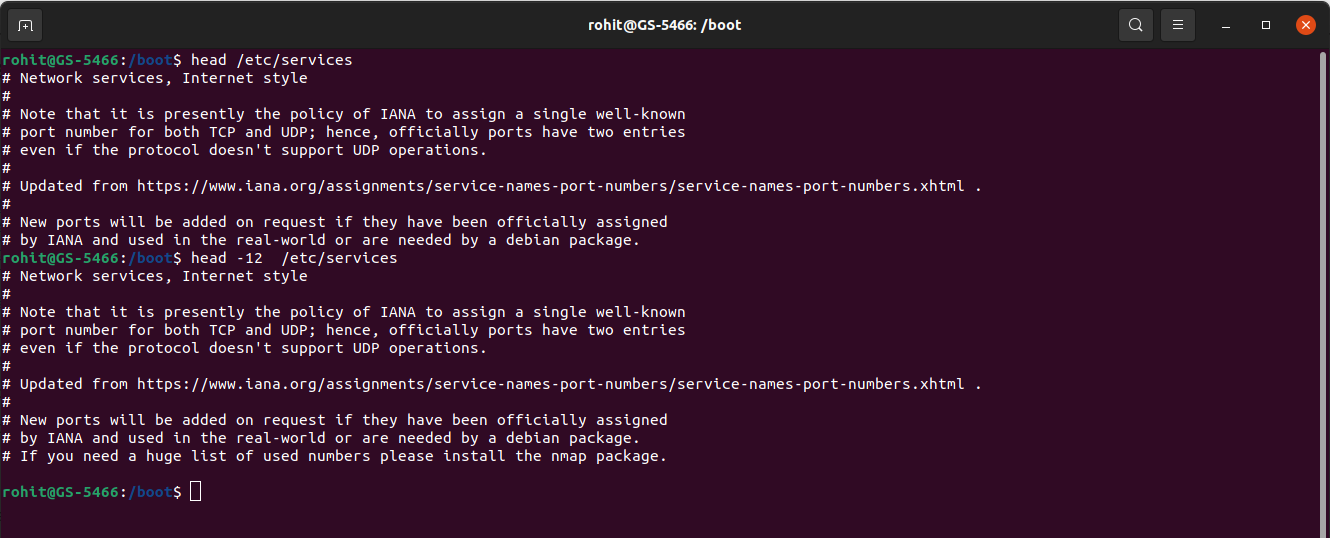 rohit@GS-5466: /boot
rohit@GS-5466:/boot$ head /etc/services
# Network services, Internet style
#
# Note that it is presently the policy of IANA to assign a single well-known
# port number for both TCP and UDP; hence, officially ports have two entries
# even if the protocol doesn't support UDP operations.
#
# Updated from https://www.iana.org/assignments/service-names-port-numbers/service-names-port-numbers.xhtml .
#
# New ports will be added on request if they have been officially assigned
# by IANA and used in the real-world or are needed by a debian package.
rohit@GS-5466:/boot$ head -12  /etc/services
# Network services, Internet style
#
# Note that it is presently the policy of IANA to assign a single well-known
# port number for both TCP and UDP; hence, officially ports have two entries
# even if the protocol doesn't support UDP operations.
#
# Updated from https://www.iana.org/assignments/service-names-port-numbers/service-names-port-numbers.xhtml .
#
# New ports will be added on request if they have been officially assigned
# by IANA and used in the real-world or are needed by a debian package.
# If you need a huge list of used numbers please install the nmap package.

rohit@GS-5466:/boot$